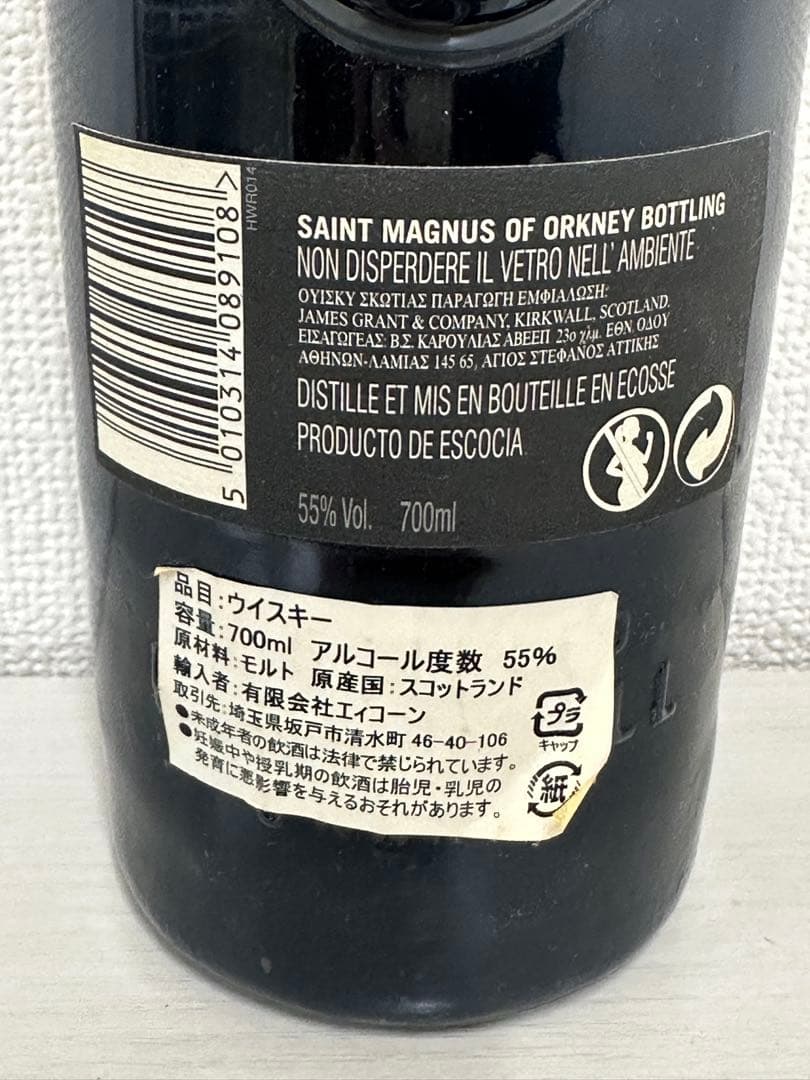 HWR014
5 010314 089108 >
SAINT MAGNUS OF ORKNEY BOTTLING
NON DISPERDERE IL VETRO NELL' AMBIENTE
ΟΥΙΣΚΥ ΣΚΩΤΙΑΣ ΠΑΡΑΓΩΓΗ ΕΜΦΙΑΛΩΣΗ:
JAMES GRANT & COMPANY, KIRKWALL, SCOTLAND.
ΕΙΣΑΓΩΓΕΑΣ: Β.Σ. ΚΑΡΟΥΛΙΑΣ ΑΒΕΕΠ 23ο χλμ. ΕΘΝ. ΟΔΟΥ
ΑΘΗΝΩΝ-ΛΑΜΙΑΣ 145 65, ΑΓΙΟΣ ΣΤΕΦΑΝΟΣ ΑΤΤΙΚΗΣ
DISTILLE ET MIS EN BOUTEILLE EN ECOSSE
PRODUCTO DE ESCOCIA
55% Vol. 700ml
品目:ウイスキー
容量:700ml アルコール度数 55%
原材料:モルト 原産国:スコットランド
輸入者:有限会社エイコーン
取引先:埼玉県坂戸市清水町 46-40-106
●未成年者の飲酒は法律で禁じられています。
●妊娠中や授乳期の飲酒は胎児・乳児の
発育に悪影響を与えるおそれがあります。
プラ
キャップ
紙